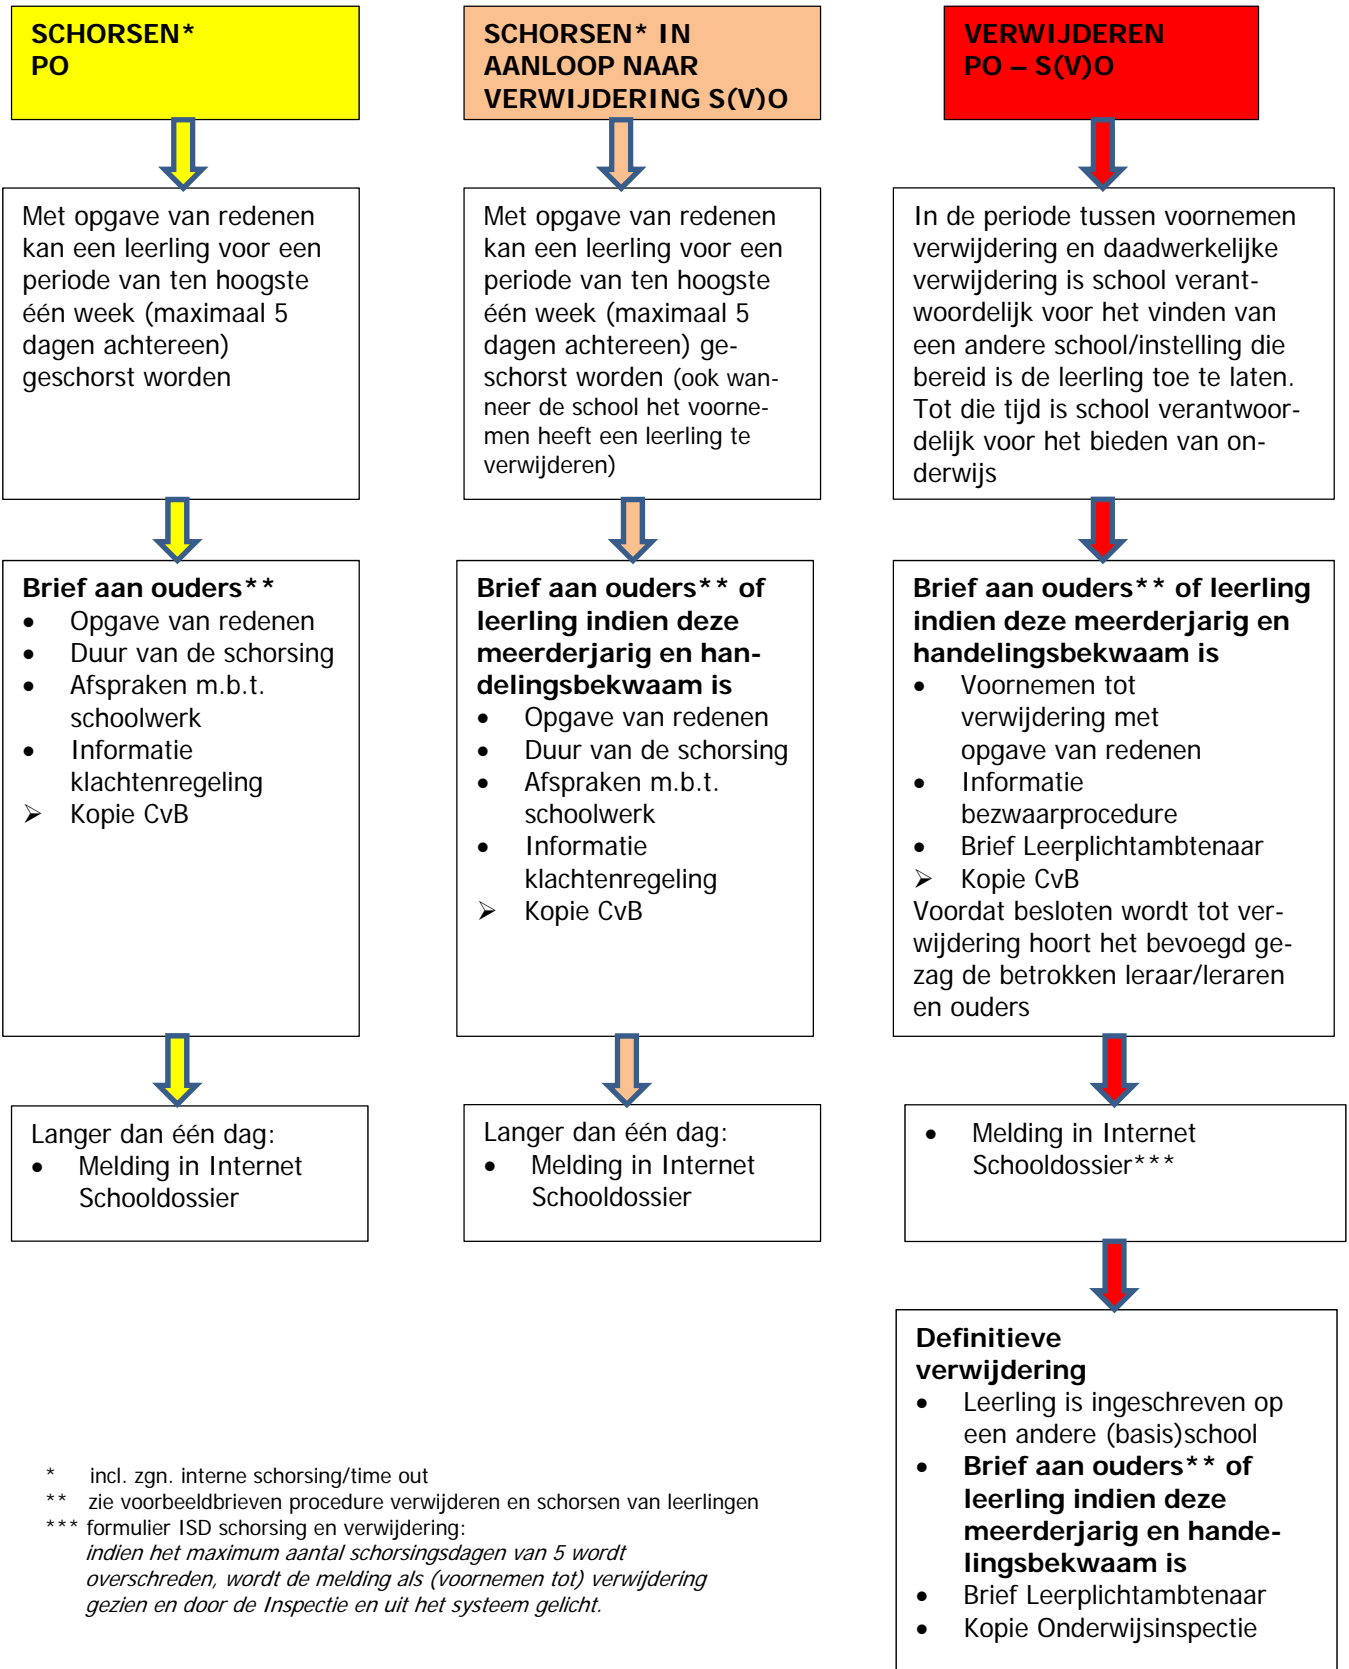 SCHORSEN*
PO
Met opgave van redenen
kan een leerling voor een
periode van ten hoogste
één week (maximaal 5
dagen achtereen)
geschorst worden
Brief aan ouders**
• Opgave van redenen
• Duur van de schorsing
• Afspraken m.b.t.
schoolwerk
• Informatie
klachtenregeling
➢ Kopie CvB
Langer dan één dag:
• Melding in Internet
Schooldossier
SCHORSEN* IN
AANLOOP NAAR
VERWIJDERING S(V)O
Met opgave van redenen
kan een leerling voor een
periode van ten hoogste
één week (maximaal 5
dagen achtereen) ge-
schorst worden (ook wan-
neer de school het voorne-
men heeft een leerling te
verwijderen)
Brief aan ouders** of
leerling indien deze
meerderjarig en han-
delingsbekwaam is
• Opgave van redenen
• Duur van de schorsing
• Afspraken m.b.t.
schoolwerk
• Informatie
klachtenregeling
➢ Kopie CvB
Langer dan één dag:
• Melding in Internet
Schooldossier
VERWIJDEREN
PO – S(V)O
In de periode tussen voornemen
verwijdering en daadwerkelijke
verwijdering is school verant-
woordelijk voor het vinden van
een andere school/instelling die
bereid is de leerling toe te laten.
Tot die tijd is school verantwoor-
delijk voor het bieden van on-
derwijs
Brief aan ouders** of leerling
indien deze meerderjarig en
handelingsbekwaam is
• Voornemen tot
verwijdering met
opgave van redenen
• Informatie
bezwaarprocedure
• Brief Leerplichtambtenaar
➢ Kopie CvB
Voordat besloten wordt tot ver-
wijdering hoort het bevoegd ge-
zag de betrokken leraar/leraren
en ouders
• Melding in Internet
Schooldossier***
Definitieve
verwijdering
• Leerling is ingeschreven op
een andere (basis)school
• Brief aan ouders** of
leerling indien deze
meerderjarig en hande-
lingsbekwaam is
• Brief Leerplichtambtenaar
• Kopie Onderwijsinspectie
* incl. zgn. interne schorsing/time out
** zie voorbeeldbrieven procedure verwijderen en schorsen van leerlingen
*** formulier ISD schorsing en verwijdering:
indien het maximum aantal schorsingsdagen van 5 wordt
overschreden, wordt de melding als (voornemen tot) verwijdering
gezien en door de Inspectie en uit het systeem gelicht.